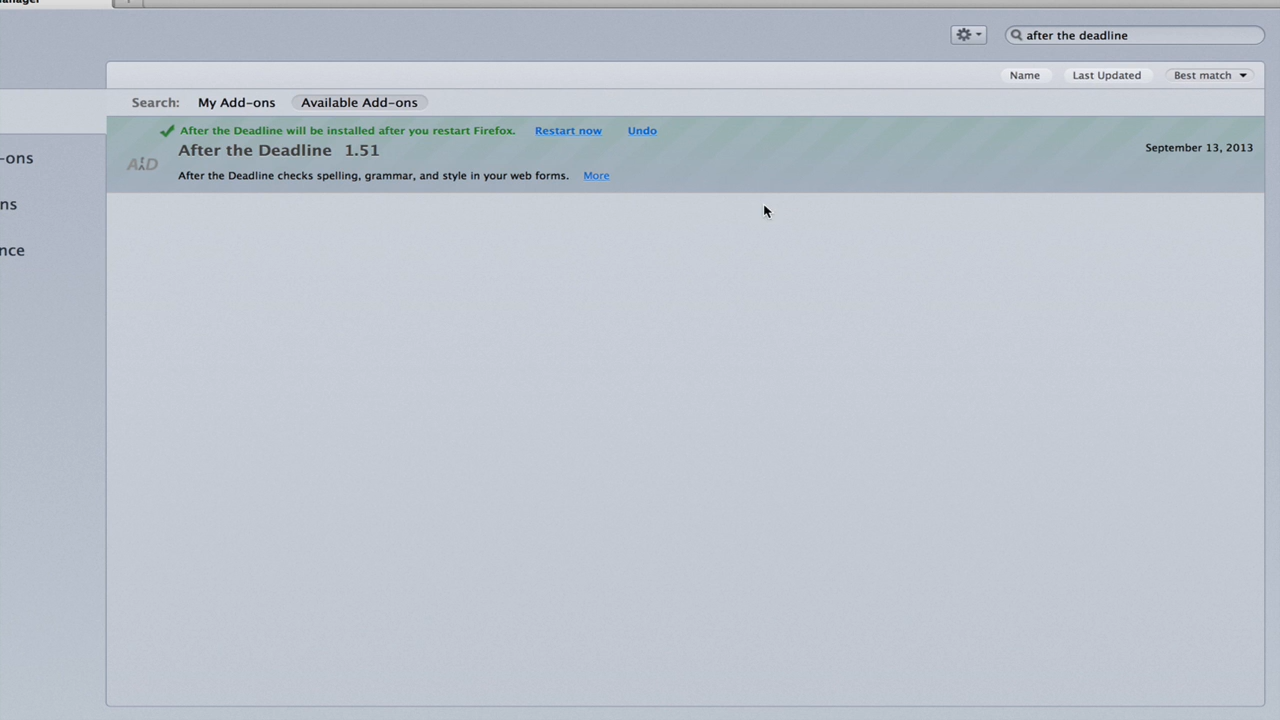 after the deadline
Name Last Updated Best match
Search: My Add-ons Available Add-ons
After the Deadline will be installed after you restart Firefox. Restart now Undo
After the Deadline 1.51 September 13, 2013
AtD
After the Deadline checks spelling, grammar, and style in your web forms. More
-ons
ns
nce